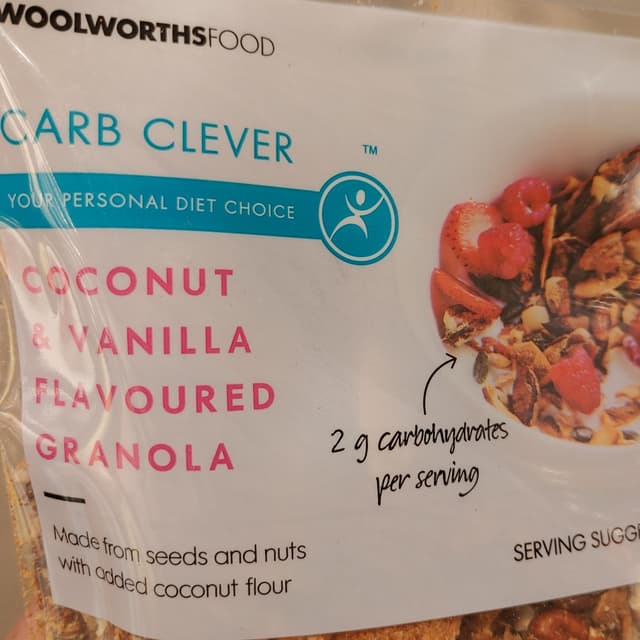 WOOLWORTHSFOOD
CARB CLEVER
™
YOUR PERSONAL DIET CHOICE
COCONUT
& VANILLA
FLAVOURED
GRANOLA
2 g carbohydrates
per serving
Made from seeds and nuts
with added coconut flour
SERVING SUGGE